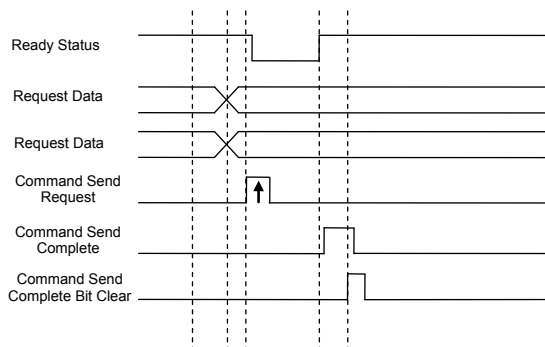 Ready Status
Request Data
Request Data
Command Send
Request
Command Send
Complete
Command Send
Complete Bit Clear